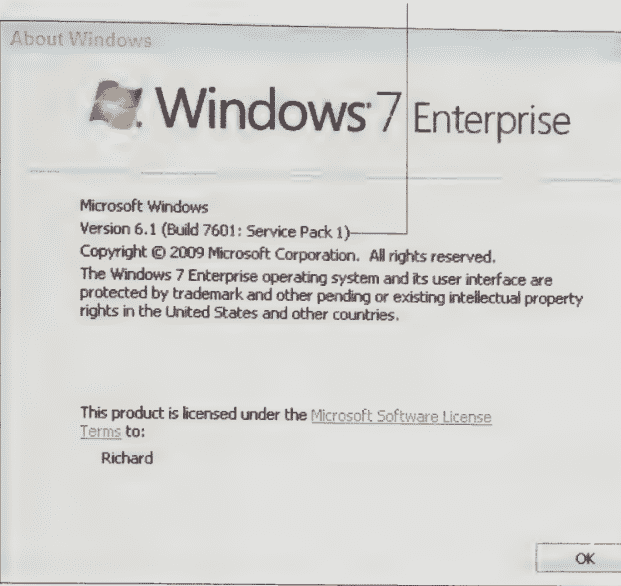 About Windows
Windows 7 Enterprise
Microsoft Windows
Version 6.1 (Build 7601: Service Pack 1)
Copyright © 2009 Microsoft Corporation. All rights reserved.
The Windows 7 Enterprise operating system and its user interface are
protected by trademark and other pending or existing intellectual property
rights in the United States and other countries.
This product is licensed under the Microsoft Software License
Terms to:
Richard
OK